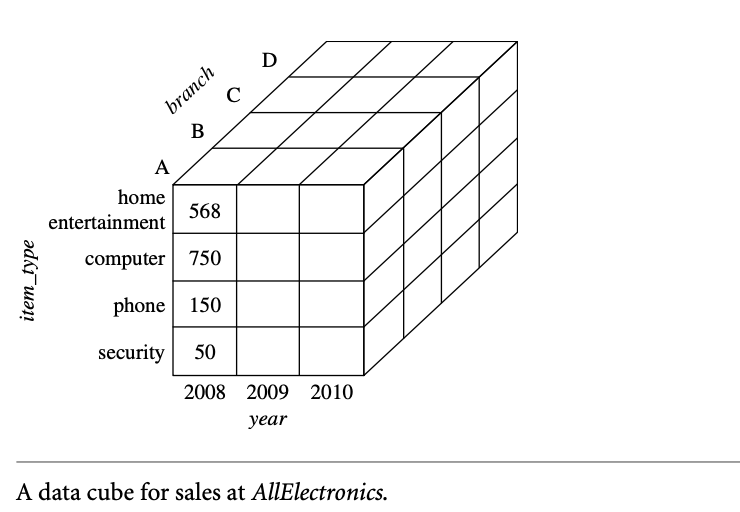 D
branch
C
B
A
home
entertainment
568
computer
750
phone
150
security
50
item_type
2008 2009 2010
year
A data cube for sales at AllElectronics.